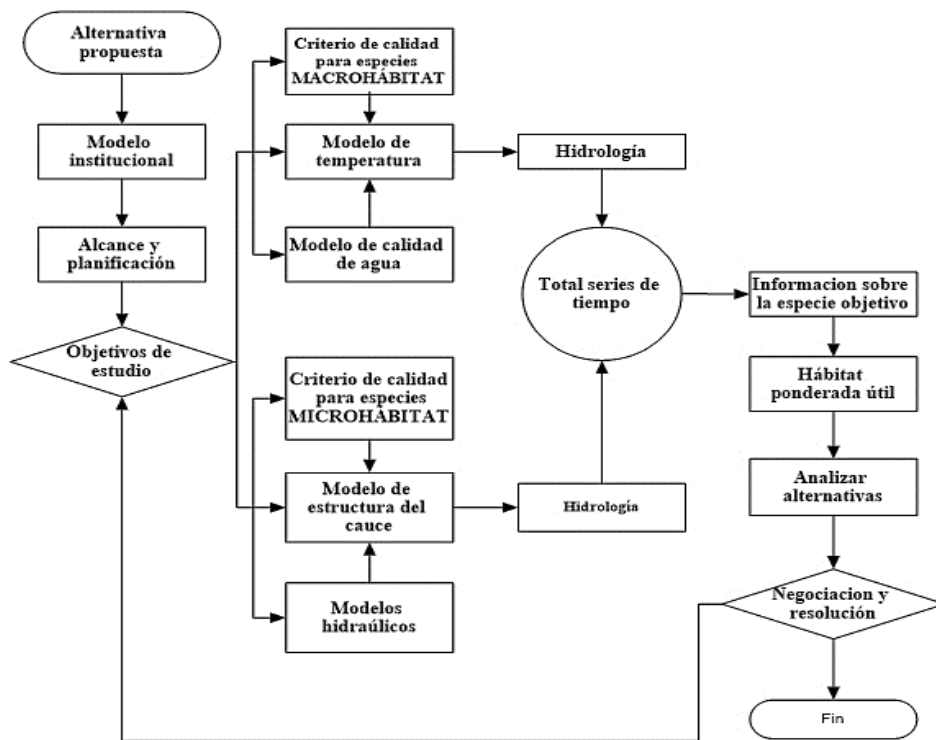 Alternativa
propuesta
Modelo
institucional
Alcance y
planificación
Objetivos de
estudio
Criterio de calidad
para especies
MACROHÁBITAT
Modelo de
temperatura
Modelo de calidad
de agua
Criterio de calidad
para especies
MICROHÁBITAT
Modelo de
estructura del
cauce
Modelos
hidraúlicos
Hidrología
Total series de
tiempo
Hidrología
Informacion sobre
la especie objetivo
Hábitat
ponderada útil
Analizar
alternativas
Negociacion y
resolución
Fin